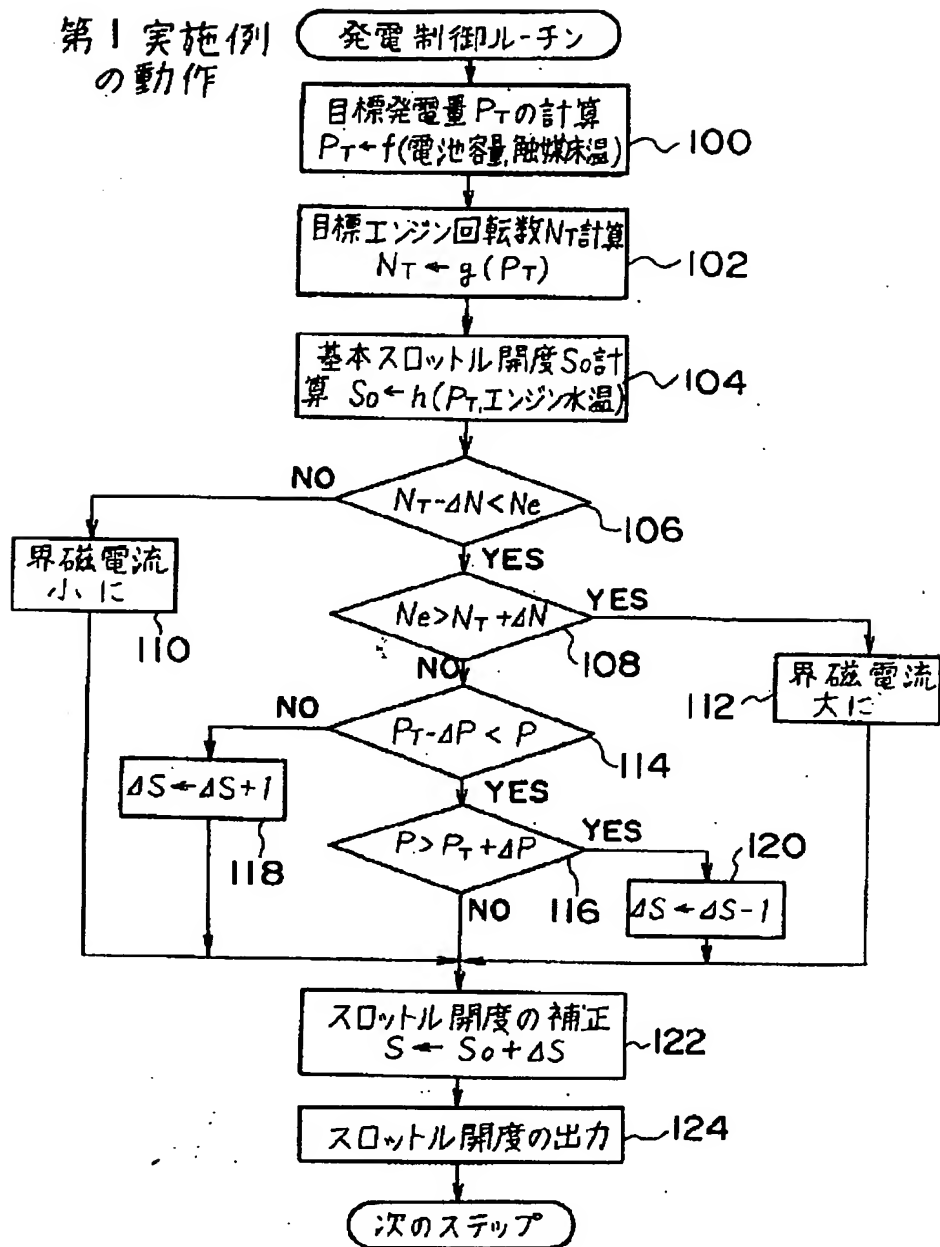 第1実施例
の動作
発電制御ルーチン
目標発電量PTの計算
PT←f(電池容量,触媒床温)
100
目標エンジン回転数NT計算
NT←g(PT)
102
基本スロットル開度So計
算 So←h(PT,エンジン水温)
104
NO
NT-ΔN<Ne
106
YES
界磁電流
小に
110
Ne>NT+ΔN
YES
108
NO
界磁電流
大に
112
NO
PT-ΔP<P
114
YES
ΔS←ΔS+1
118
P>PT+ΔP
YES
116
NO
120
ΔS←ΔS-1
スロットル開度の補正
S←So+ΔS
122
スロットル開度の出力
124
次のステップ